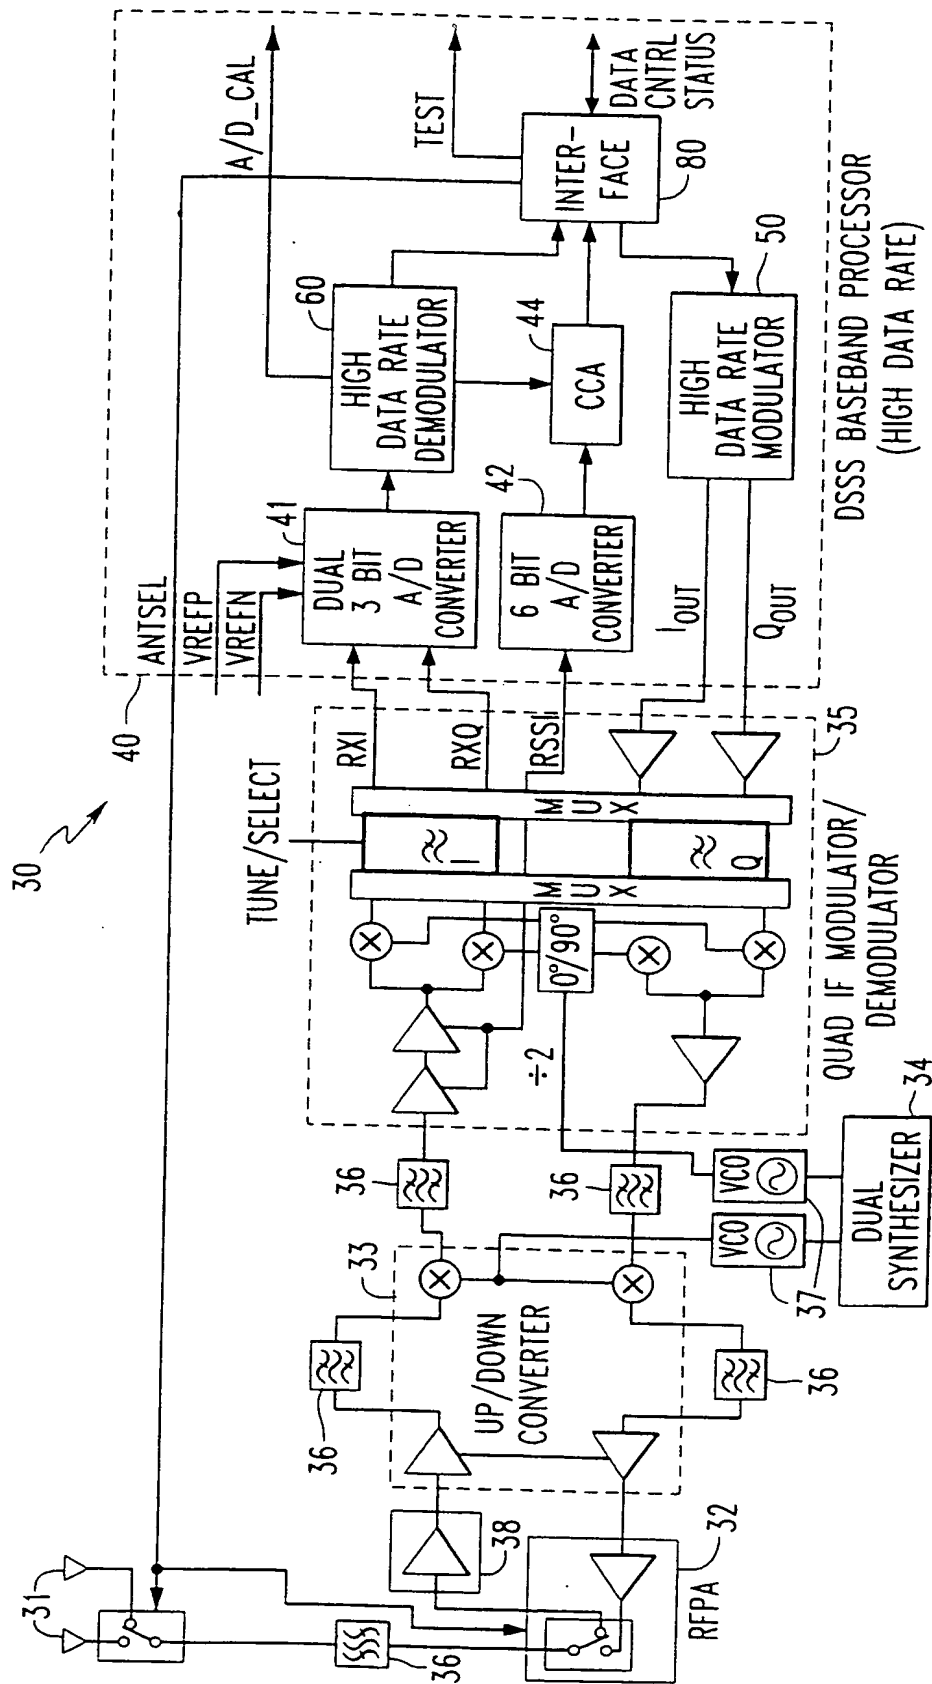 30
40
ANTSEL
VREFP
VREFN
A/D_CAL
TEST
DATA
CNTRL
STATUS
INTER-
FACE
80
60
HIGH
DATA RATE
DEMODULATOR
44
CCA
50
HIGH
DATA RATE
MODULATOR
41
DUAL
3 BIT
A/D
CONVERTER
42
6 BIT
A/D
CONVERTER
IOUT
QOUT
DSSS BASEBAND PROCESSOR
(HIGH DATA RATE)
TUNE/SELECT
RXI
RXQ
RSSI
MUX
MUX
I
Q
0°/90°
÷2
35
QUAD IF MODULATOR/
DEMODULATOR
36
36
VCO
VCO
37
34
DUAL
SYNTHESIZER
33
UP/DOWN
CONVERTER
36
36
31
36
38
32
RFPA